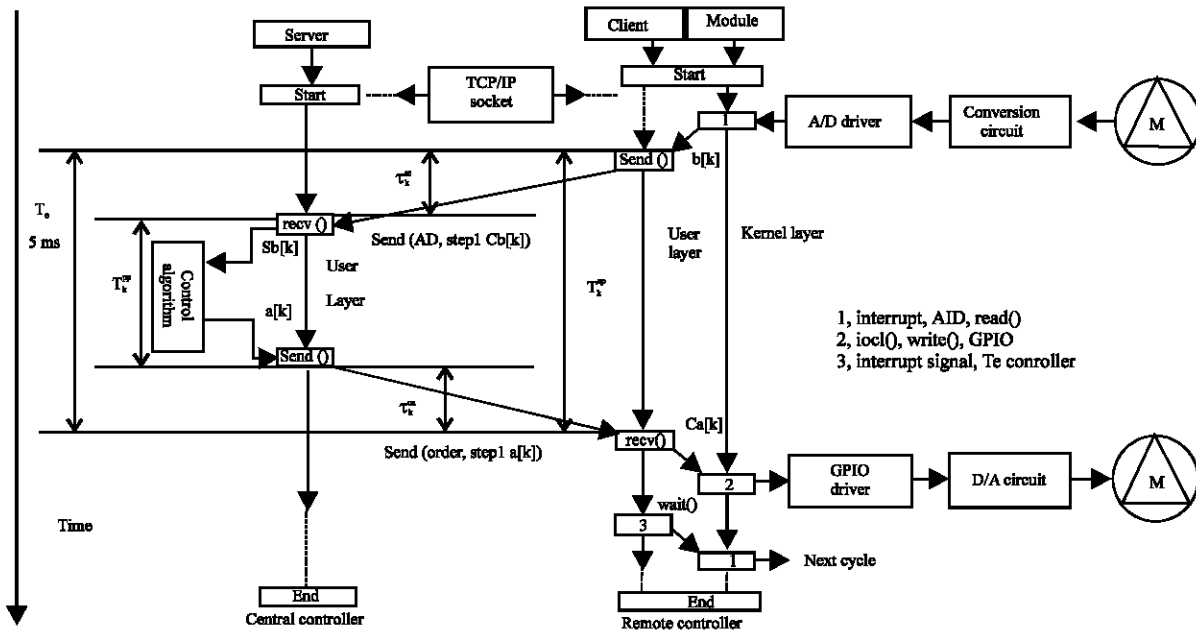 Server
Client
Module
Start
TCP/IP
socket
Start
1
A/D driver
Conversion
circuit
M
Send ()
b[k]
T
5 ms
recv ()
Send (AD, step1 Cb[k])
Sb[k]
User
Layer
User
layer
Kernel layer
Control
algorithm
a[k]
1, interrupt, AID, read()
2, iocl(), write(), GPIO
3, interrupt signal, Te conroller
Send ()
Ca[k]
recv()
Send (order, step1 a[k])
2
GPIO
driver
D/A circuit
M
wait()
Time
3
1
Next cycle
End
Central controller
End
Remote controller